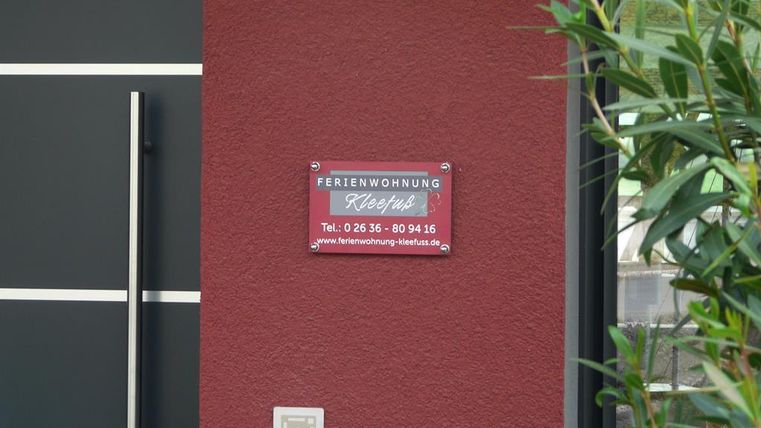 FERIENWOHNUNG
Kleefuß
Tel.: 0 26 36 - 80 94 16
www.ferienwohnung-kleefuss.de